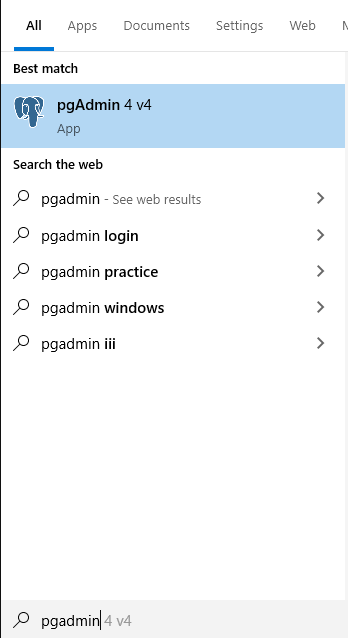 All Apps Documents Settings Web
Best match
pgAdmin 4 v4
App
Search the web
pgadmin - See web results
pgadmin login
pgadmin practice
pgadmin windows
pgadmin iii
pgadmin 4 v4